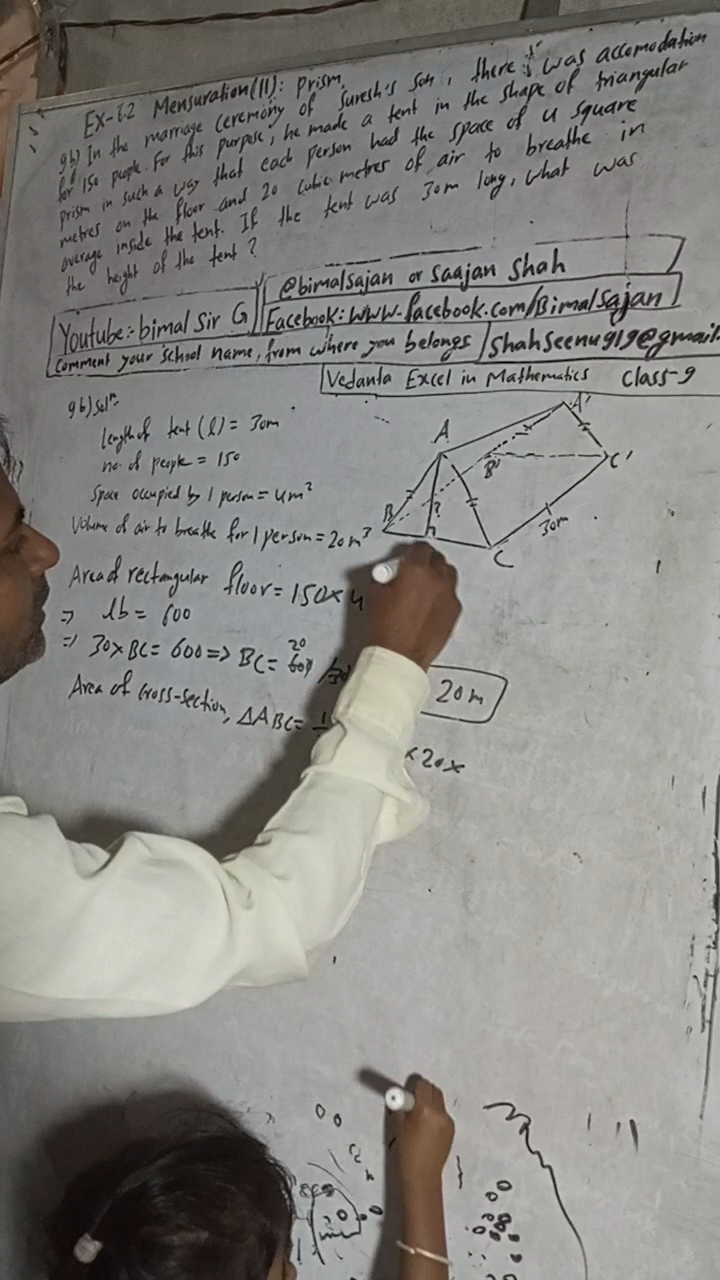 EX-6.2 Mensuration(II): Prism
9b) In the marriage ceremony of Suresh's son, there was accomodation
for 150 people. For this purpose, he made a tent in the shape of triangular
prism in such a way that each person had the space of 4 square
metres on the floor and 20 cubic metres of air to breathe in
average inside the tent. If the tent was 30m long, what was
the height of the tent?
@bimalsajan or saajan shah
Youtube:- bimal sir G
Facebook: www.facebook.com/Bimalsajan
Comment your school name, from where you belongs
Shahseenu919@gmail.
Vedanta Excel in Mathematics Class-9
9b) Solⁿ:
Length of tent (l) = 30m
no. of people = 150
Space occupied by 1 person = 4m²
Volume of air to breathe for 1 person = 20m³
A
A'
B
B'
C
C'
?
30m
Area of rectangular floor = 150×4
⇒ lb = 600
⇒ 30×BC = 600 ⇒ BC = 600/30
20
20m
Area of cross-section, ΔABC = 1
×20×